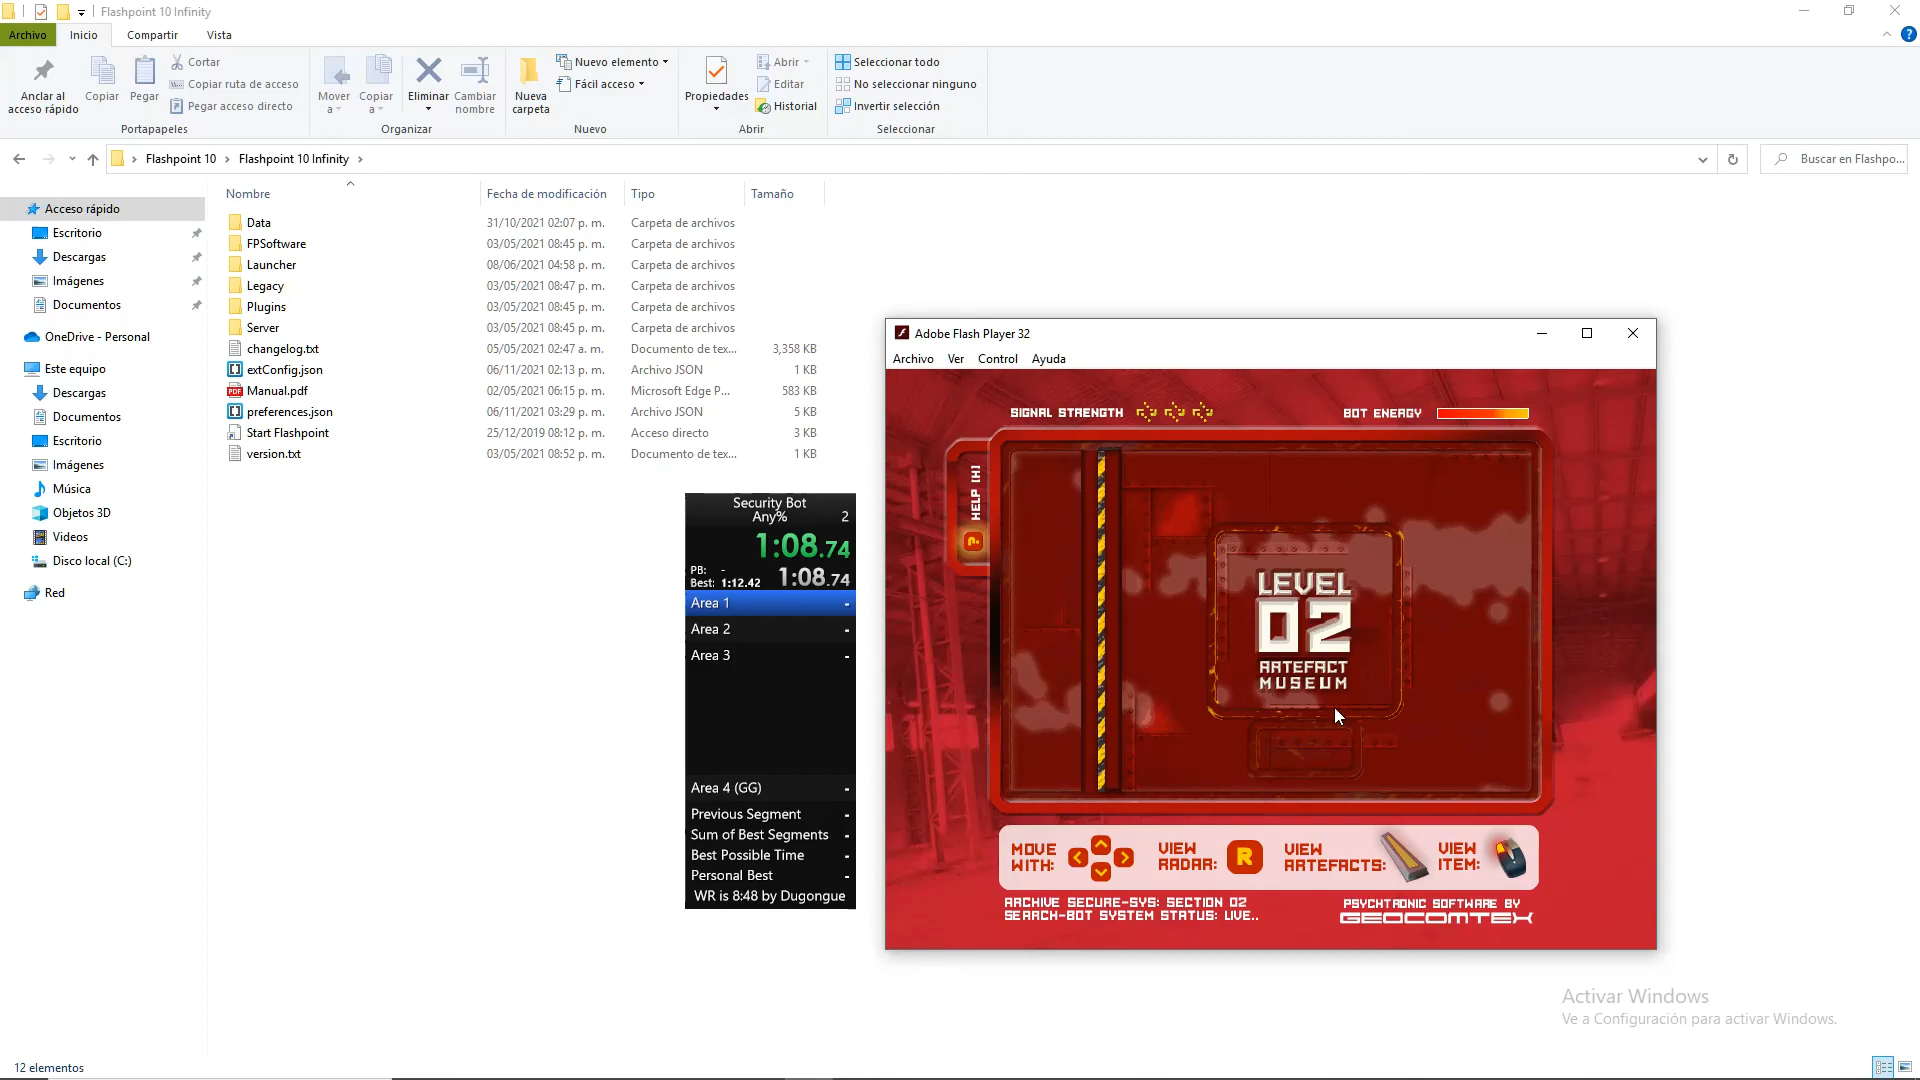 Flashpoint 10 Infinity
Archivo
Inicio
Compartir
Vista
Anclar al
acceso rápido
Copiar
Pegar
Cortar
Copiar ruta de acceso
Pegar acceso directo
Portapapeles
Mover
a
Copiar
a
Eliminar
Cambiar
nombre
Organizar
Nueva
carpeta
Nuevo elemento
Fácil acceso
Nuevo
Propiedades
Abrir
Editar
Historial
Abrir
Seleccionar todo
No seleccionar ninguno
Invertir selección
Seleccionar
Flashpoint 10
Flashpoint 10 Infinity
Buscar en Flashpo...
Nombre
Fecha de modificación
Tipo
Tamaño
Acceso rápido
Escritorio
Descargas
Imágenes
Documentos
OneDrive - Personal
Este equipo
Descargas
Documentos
Escritorio
Imágenes
Música
Objetos 3D
Videos
Disco local (C:)
Red
Data 31/10/2021 02:07 p. m. Carpeta de archivos
FPSoftware 03/05/2021 08:45 p. m. Carpeta de archivos
Launcher 08/06/2021 04:58 p. m. Carpeta de archivos
Legacy 03/05/2021 08:47 p. m. Carpeta de archivos
Plugins 03/05/2021 08:45 p. m. Carpeta de archivos
Server 03/05/2021 08:45 p. m. Carpeta de archivos
changelog.txt 05/05/2021 02:47 a. m. Documento de tex... 3,358 KB
extConfig.json 06/11/2021 02:13 p. m. Archivo JSON 1 KB
Manual.pdf 02/05/2021 06:15 p. m. Microsoft Edge P... 583 KB
preferences.json 06/11/2021 03:29 p. m. Archivo JSON 5 KB
Start Flashpoint 25/12/2019 08:12 p. m. Acceso directo 3 KB
version.txt 03/05/2021 08:52 p. m. Documento de tex... 1 KB
Security Bot
Any% 2
1:08.74
PB: -
Best: 1:12.42 1:08.74
Area 1 -
Area 2 -
Area 3 -
Area 4 (GG) -
Previous Segment -
Sum of Best Segments -
Best Possible Time -
Personal Best -
WR is 8:48 by Dugongue
Adobe Flash Player 32
Archivo Ver Control Ayuda
SIGNAL STRENGTH
BOT ENERGY
HELP [H]
?
LEVEL
02
ARTEFACT
MUSEUM
MOVE
WITH:
VIEW
RADAR:
R
VIEW
ARTEFACTS:
VIEW
ITEM:
ARCHIVE SECURE-SYS: SECTION 02
SEARCH-BOT SYSTEM STATUS: LIVE..
PSYCHTRONIC SOFTWARE BY
GEOCOMTEX
Activar Windows
Ve a Configuración para activar Windows.
12 elementos